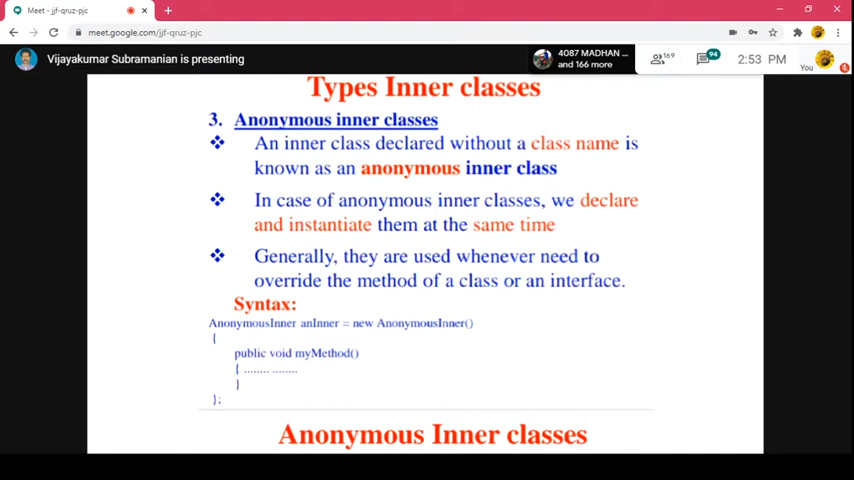 Meet - jjf-qruz-pjc
meet.google.com/jjf-qruz-pjc
Vijayakumar Subramanian is presenting
4087 MADHAN ...
and 166 more
169
94
2:53 PM
You
Types Inner classes
3. Anonymous inner classes
❖ An inner class declared without a class name is
known as an anonymous inner class
❖ In case of anonymous inner classes, we declare
and instantiate them at the same time
❖ Generally, they are used whenever need to
override the method of a class or an interface.
Syntax:
AnonymousInner anInner = new AnonymousInner()
{
public void myMethod()
{ ........ ........
}
};
Anonymous Inner classes